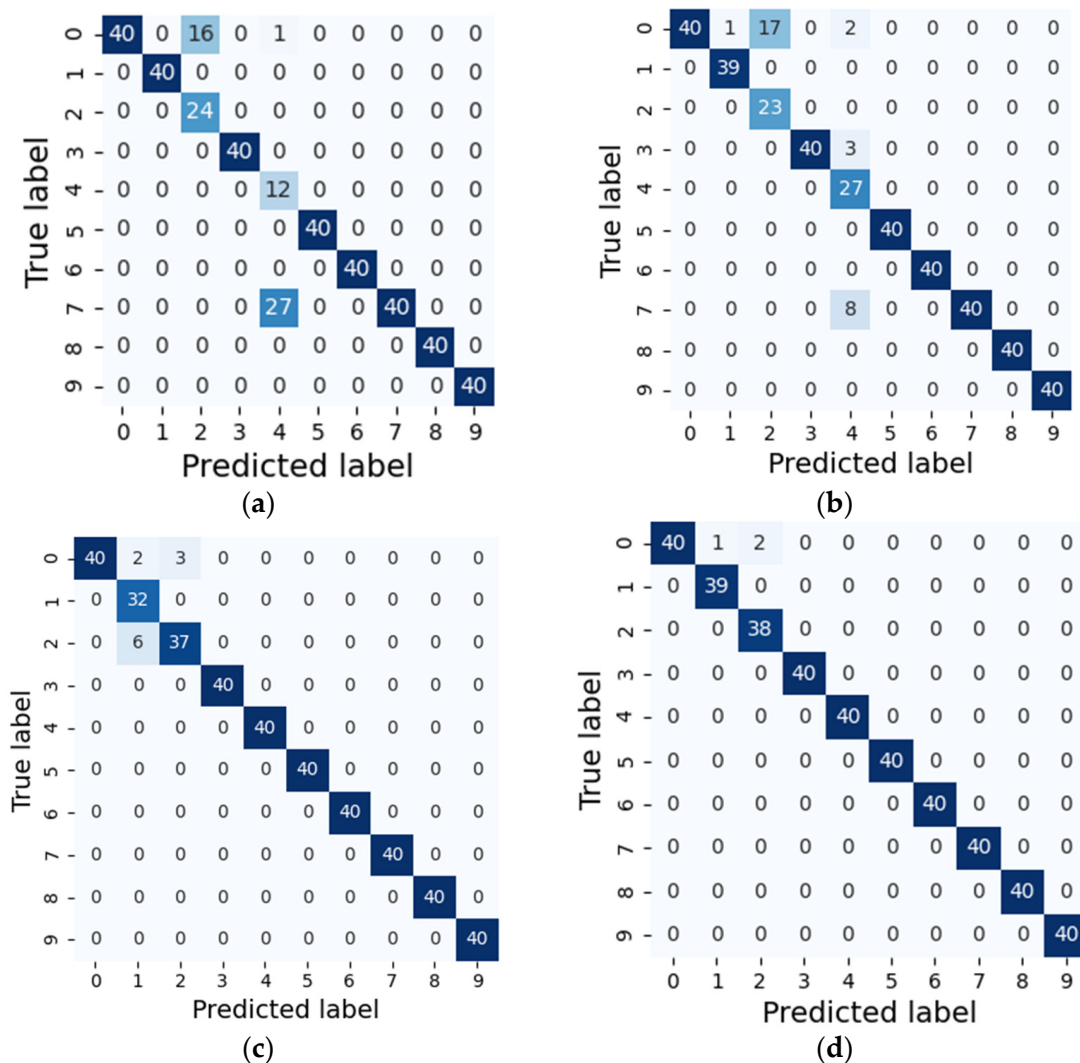 0 40 0 16 0 1 0 0 0 0 0
1 0 40 0 0 0 0 0 0 0 0
2 0 0 24 0 0 0 0 0 0 0
3 0 0 0 40 0 0 0 0 0 0
4 0 0 0 0 12 0 0 0 0 0
5 0 0 0 0 0 40 0 0 0 0
6 0 0 0 0 0 0 40 0 0 0
7 0 0 0 0 27 0 0 40 0 0
8 0 0 0 0 0 0 0 0 40 0
9 0 0 0 0 0 0 0 0 0 40
True label
0 1 2 3 4 5 6 7 8 9
Predicted label
(a)
0 40 1 17 0 2 0 0 0 0 0
1 0 39 0 0 0 0 0 0 0 0
2 0 0 23 0 0 0 0 0 0 0
3 0 0 0 40 3 0 0 0 0 0
4 0 0 0 0 27 0 0 0 0 0
5 0 0 0 0 0 40 0 0 0 0
6 0 0 0 0 0 0 40 0 0 0
7 0 0 0 0 8 0 0 40 0 0
8 0 0 0 0 0 0 0 0 40 0
9 0 0 0 0 0 0 0 0 0 40
True label
0 1 2 3 4 5 6 7 8 9
Predicted label
(b)
0 40 2 3 0 0 0 0 0 0 0
1 0 32 0 0 0 0 0 0 0 0
2 0 6 37 0 0 0 0 0 0 0
3 0 0 0 40 0 0 0 0 0 0
4 0 0 0 0 40 0 0 0 0 0
5 0 0 0 0 0 40 0 0 0 0
6 0 0 0 0 0 0 40 0 0 0
7 0 0 0 0 0 0 0 40 0 0
8 0 0 0 0 0 0 0 0 40 0
9 0 0 0 0 0 0 0 0 0 40
True label
0 1 2 3 4 5 6 7 8 9
Predicted label
(c)
0 40 1 2 0 0 0 0 0 0 0
1 0 39 0 0 0 0 0 0 0 0
2 0 0 38 0 0 0 0 0 0 0
3 0 0 0 40 0 0 0 0 0 0
4 0 0 0 0 40 0 0 0 0 0
5 0 0 0 0 0 40 0 0 0 0
6 0 0 0 0 0 0 40 0 0 0
7 0 0 0 0 0 0 0 40 0 0
8 0 0 0 0 0 0 0 0 40 0
9 0 0 0 0 0 0 0 0 0 40
True label
0 1 2 3 4 5 6 7 8 9
Predicted label
(d)